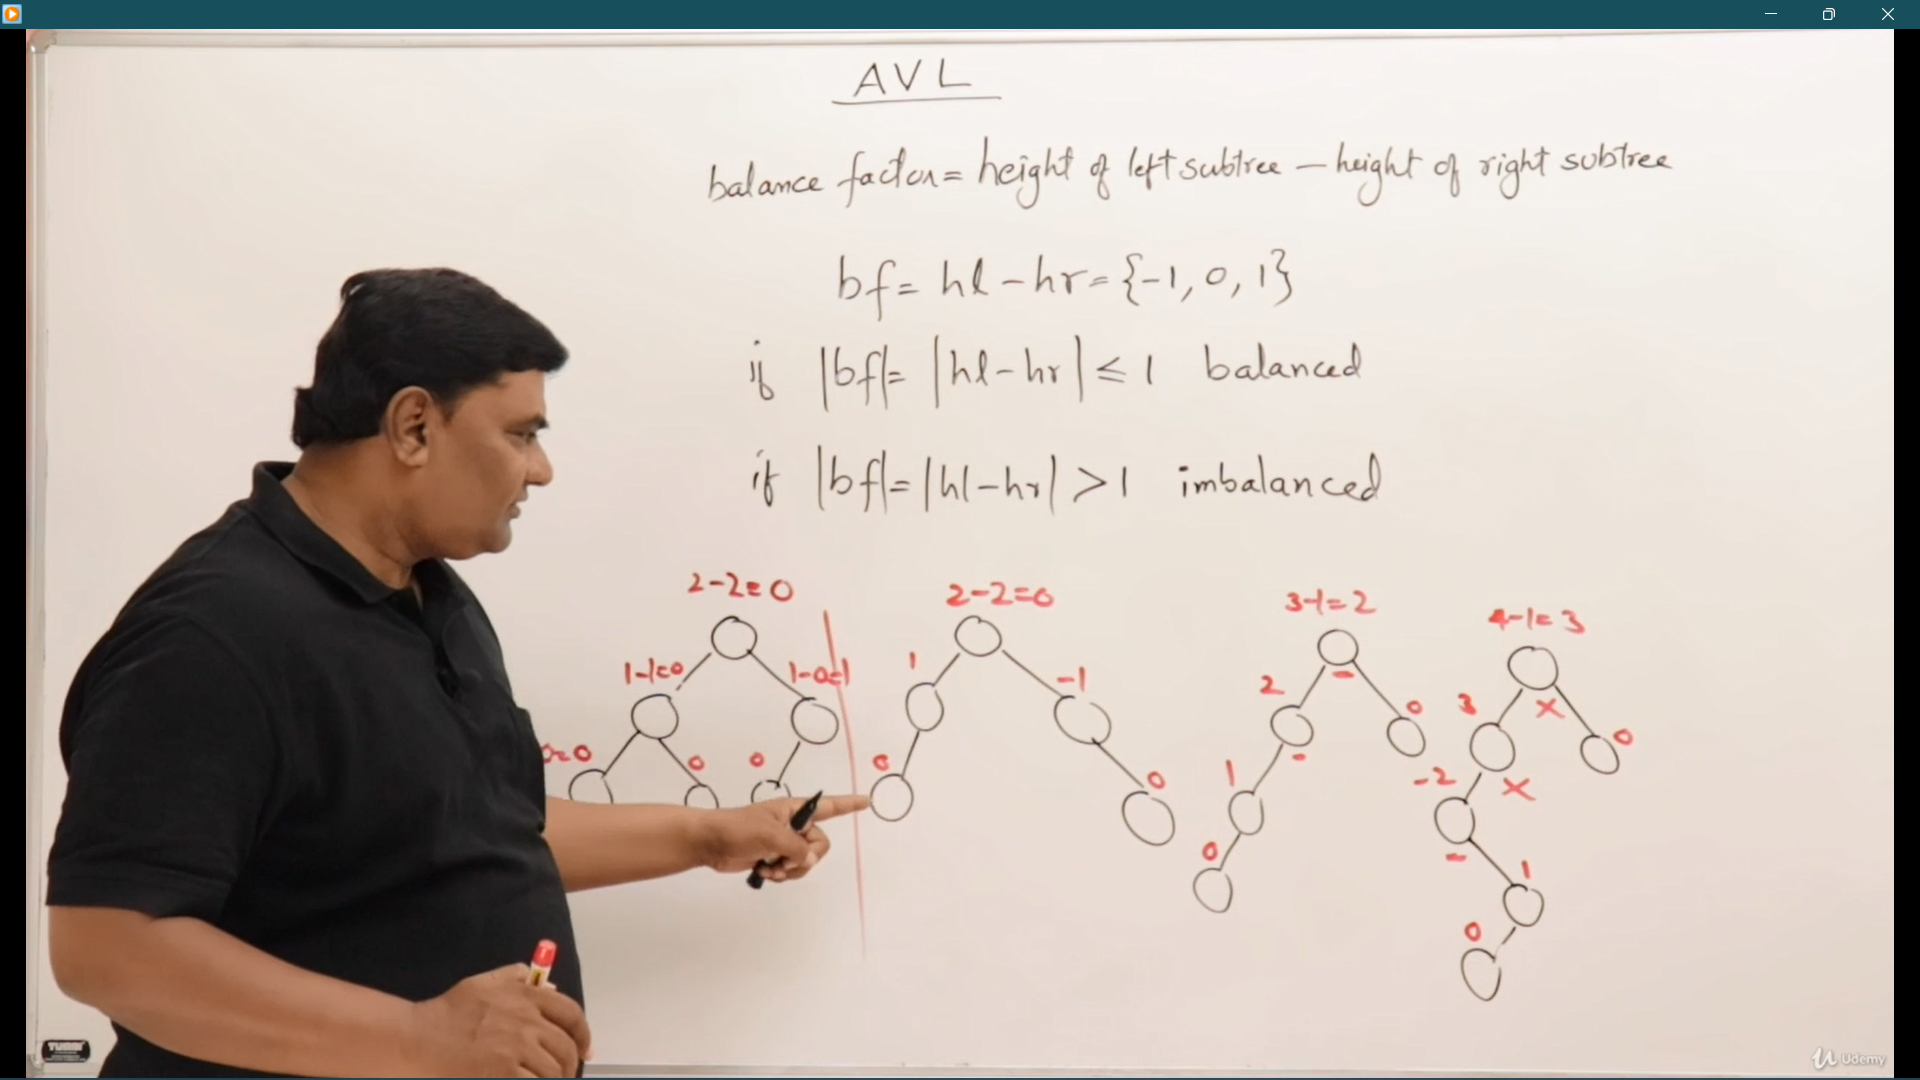 AVL
balance factor = height of left subtree – height of right subtree
bf = hl – hr = {-1, 0, 1}
if |bf| = |hl – hr| ≤ 1 balanced
if |bf| = |hl – hr| > 1 imbalanced
2-2=0 2-2=0 3-1=2 4-1=3
1-1=0 1-0=1 1 -1 2 0 3 0
=0 0 0 0 0 1 -2
0 1
0
TURBI
Udemy